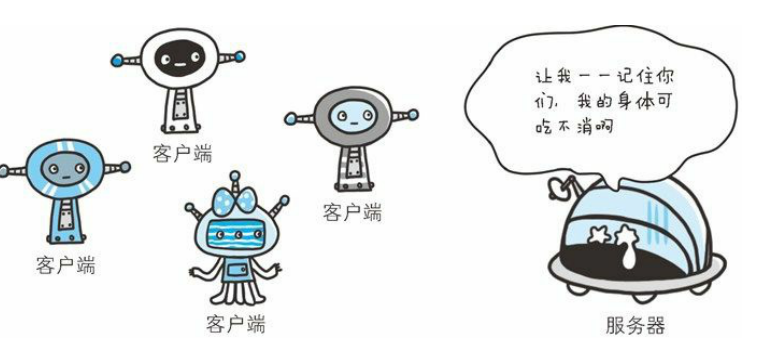 让我一一记住你
们，我的身体可
吃不消啊
客户端
客户端
客户端
客户端
服务器